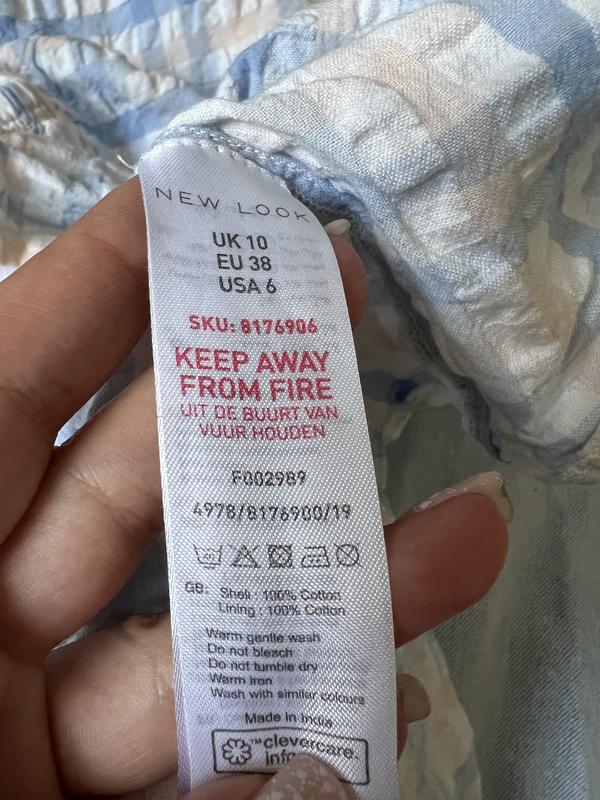 NEW LOOK
UK 10
EU 38
USA 6
SKU: 8176906
KEEP AWAY
FROM FIRE
UIT DE BUURT VAN
VUUR HOUDEN
F002989
4978/8176900/19
GB: Shell : 100% Cotton
Lining : 100% Cotton
Warm gentle wash
Do not bleach
Do not tumble dry
Warm iron
Wash with similar colours
Made in India
™clevercare.